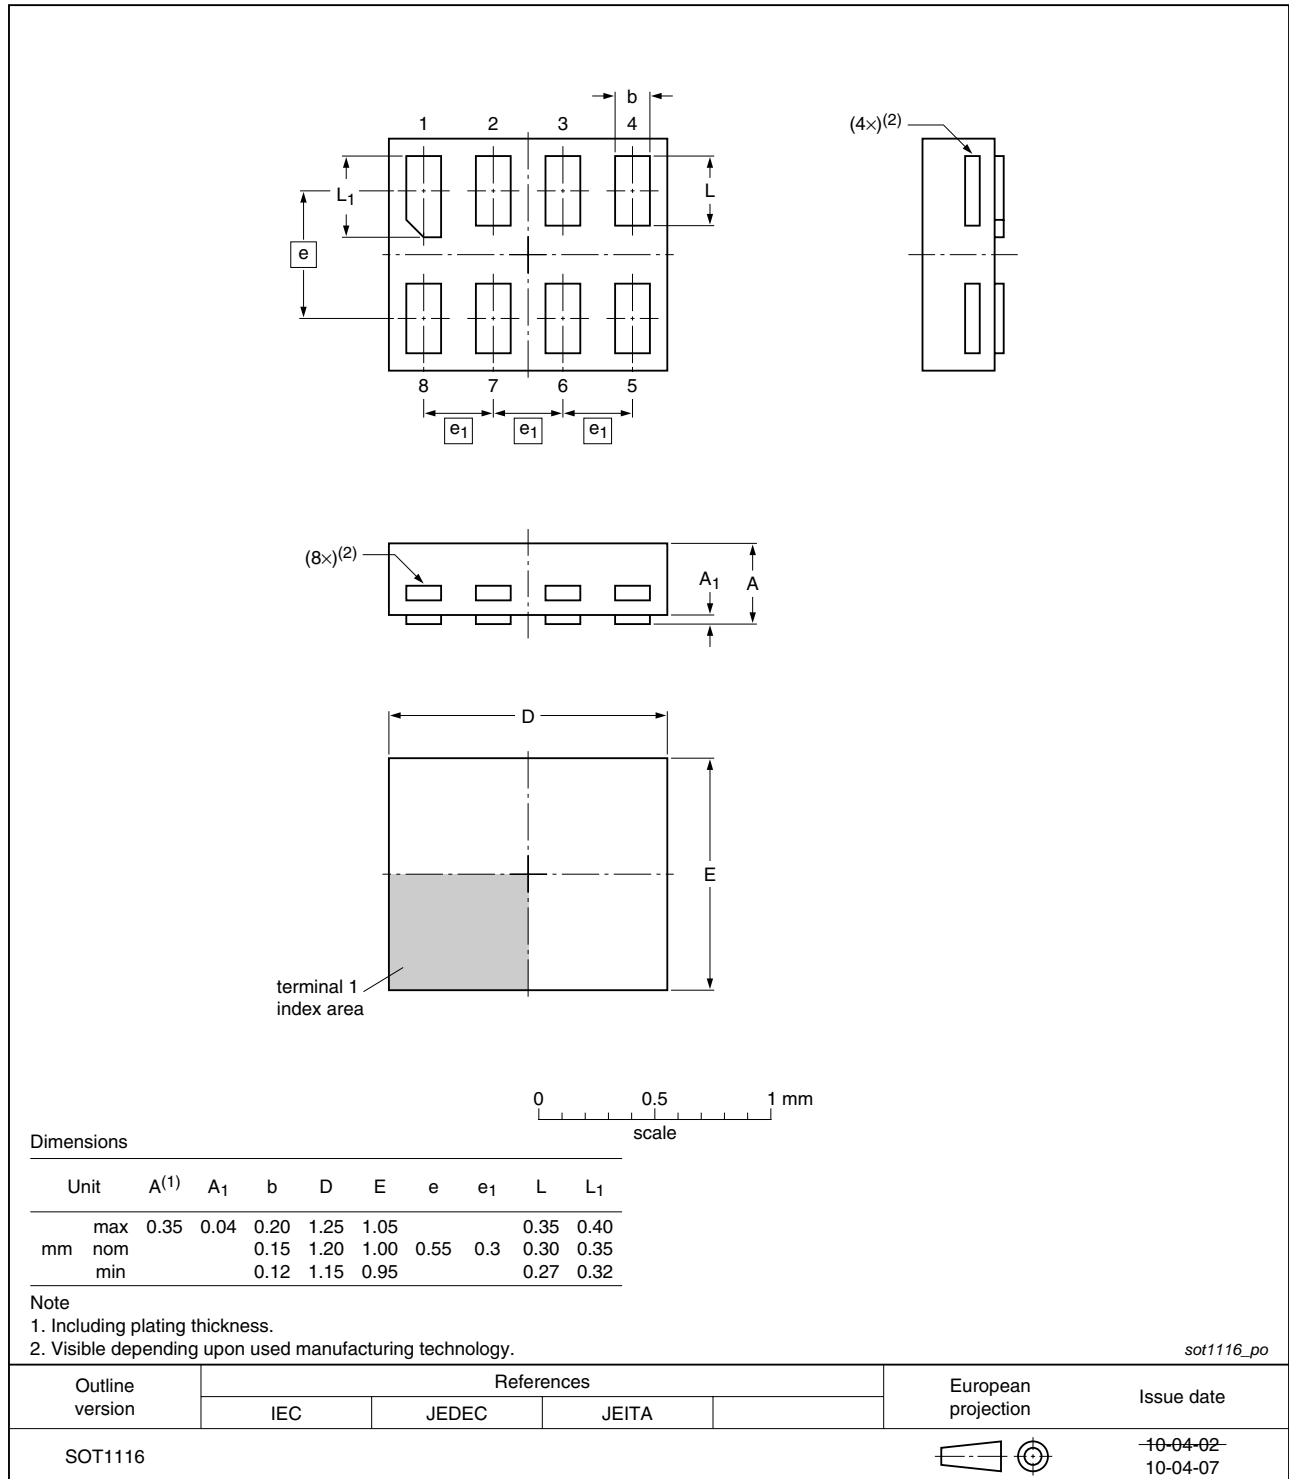 b
1 2 3 4
(4×)(2)
L1
L
e
8 7 6 5
e1 e1 e1
(8×)(2)
A1 A
D
E
terminal 1
index area
0 0.5 1 mm
scale
Dimensions
Unit A(1) A1 b D E e e1 L L1
max 0.35 0.04 0.20 1.25 1.05 0.35 0.40
mm nom 0.15 1.20 1.00 0.55 0.3 0.30 0.35
min 0.12 1.15 0.95 0.27 0.32
Note
1. Including plating thickness.
2. Visible depending upon used manufacturing technology.
sot1116_po
Outline
version
References
IEC JEDEC JEITA
European
projection
Issue date
SOT1116
10-04-02
10-04-07